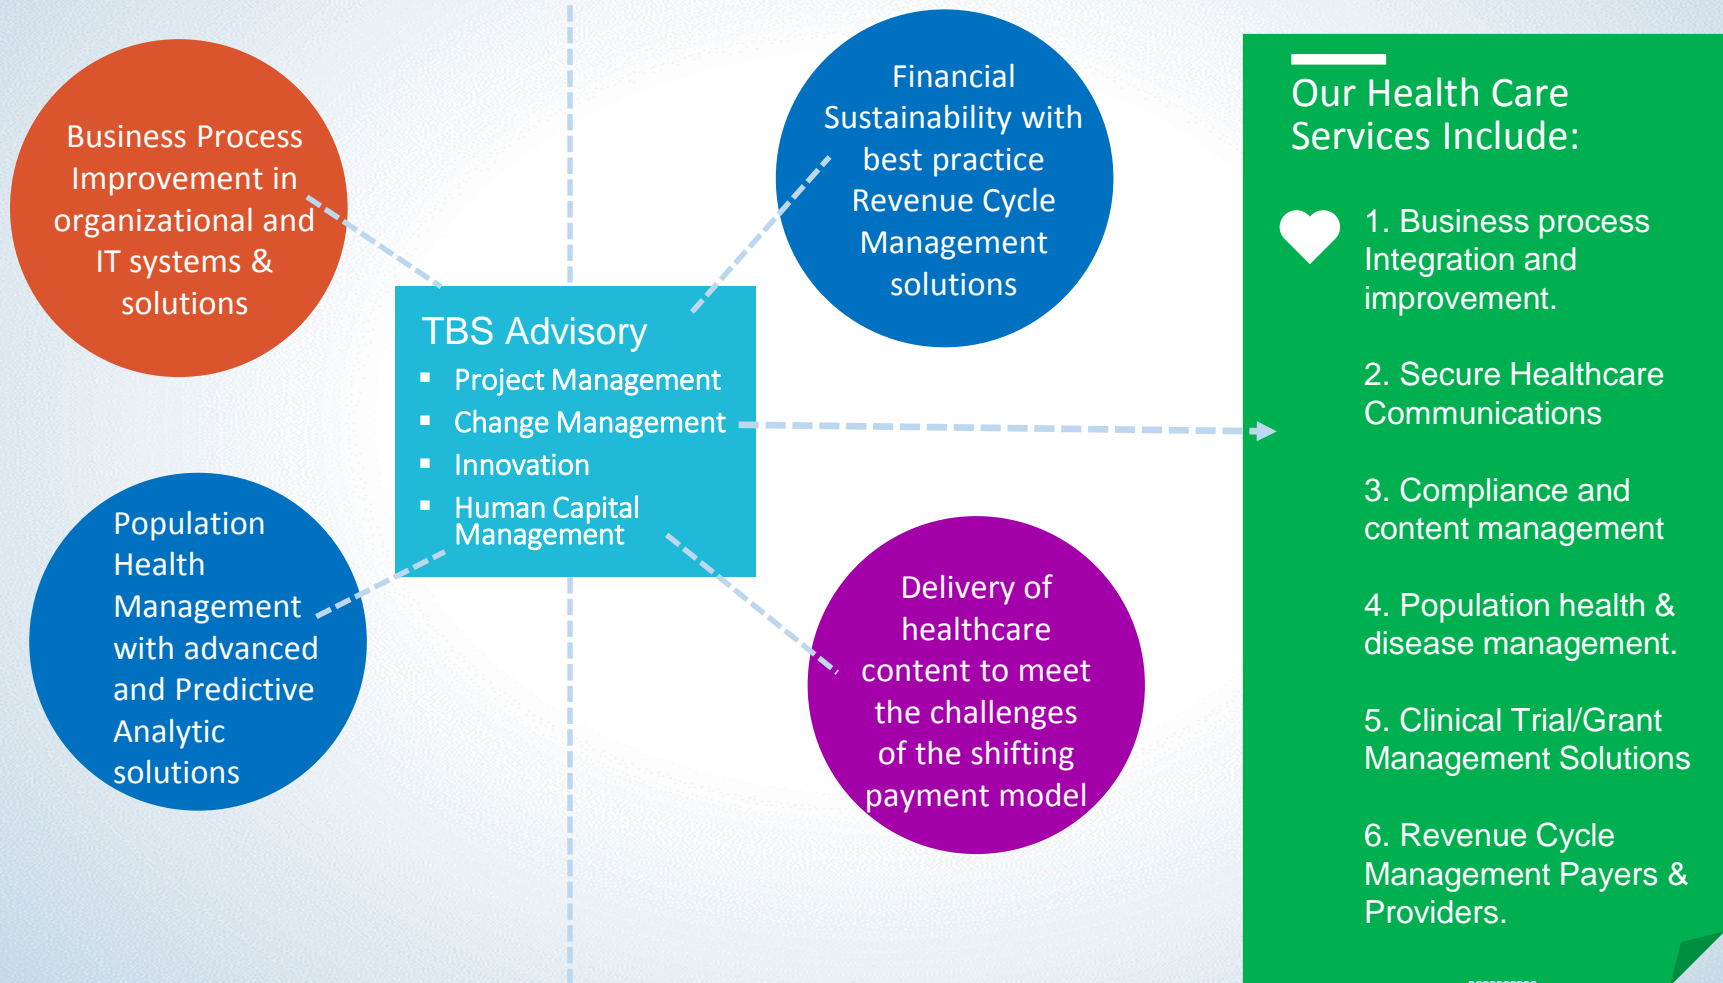 Business Process
Improvement in
organizational and
IT systems &
solutions
Financial
Sustainability with
best practice
Revenue Cycle
Management
solutions
TBS Advisory
▪ Project Management
▪ Change Management
▪ Innovation
▪ Human Capital
Management
Population
Health
Management
with advanced
and Predictive
Analytic
solutions
Delivery of
healthcare
content to meet
the challenges
of the shifting
payment model
Our Health Care
Services Include:
1. Business process
Integration and
improvement.
2. Secure Healthcare
Communications
3. Compliance and
content management
4. Population health &
disease management.
5. Clinical Trial/Grant
Management Solutions
6. Revenue Cycle
Management Payers &
Providers.